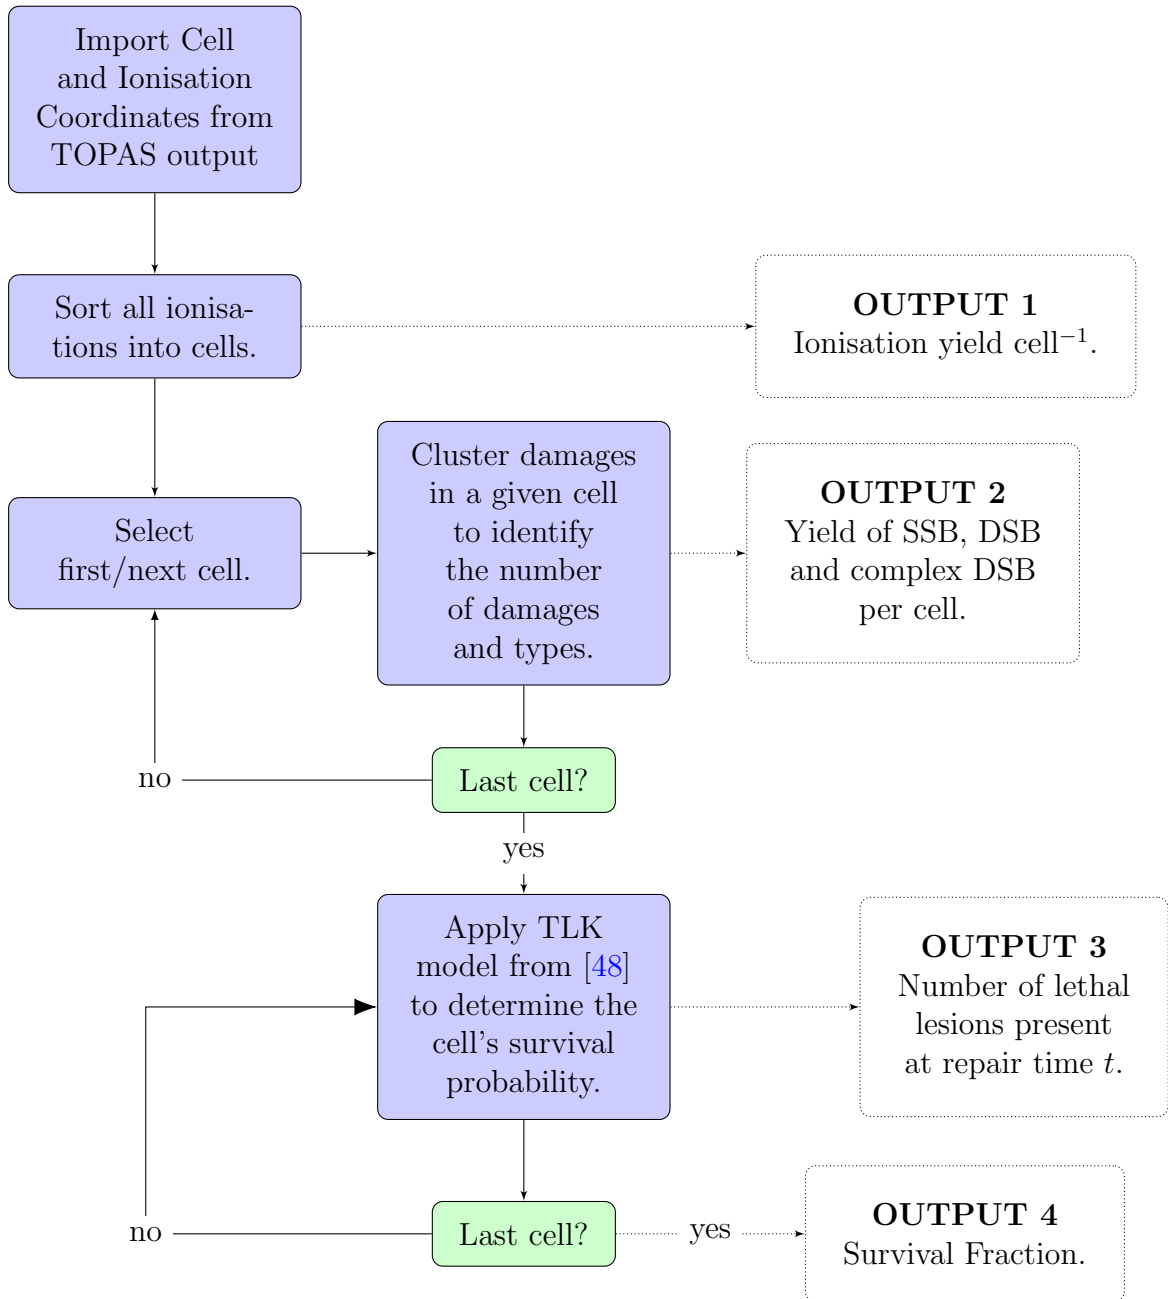 Import Cell
and Ionisation
Coordinates from
TOPAS output
Sort all ionisa-
tions into cells.
OUTPUT 1
Ionisation yield cell⁻¹.
Select
first/next cell.
Cluster damages
in a given cell
to identify
the number
of damages
and types.
OUTPUT 2
Yield of SSB, DSB
and complex DSB
per cell.
Last cell?
no
yes
Apply TLK
model from [48]
to determine the
cell's survival
probability.
OUTPUT 3
Number of lethal
lesions present
at repair time t.
Last cell?
no
yes
OUTPUT 4
Survival Fraction.